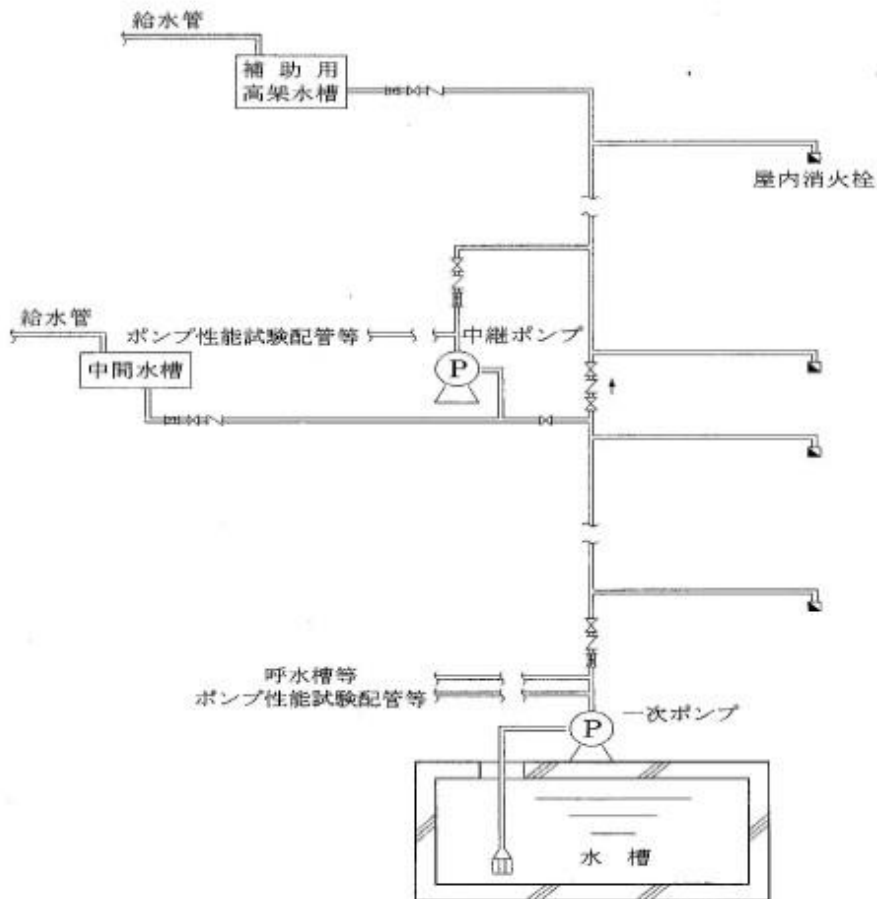 給水管
補助用
高架水槽
屋内消火栓
給水管
ポンプ性能試験配管等
中継ポンプ
P
中間水槽
呼水槽等
ポンプ性能試験配管等
一次ポンプ
P
水槽